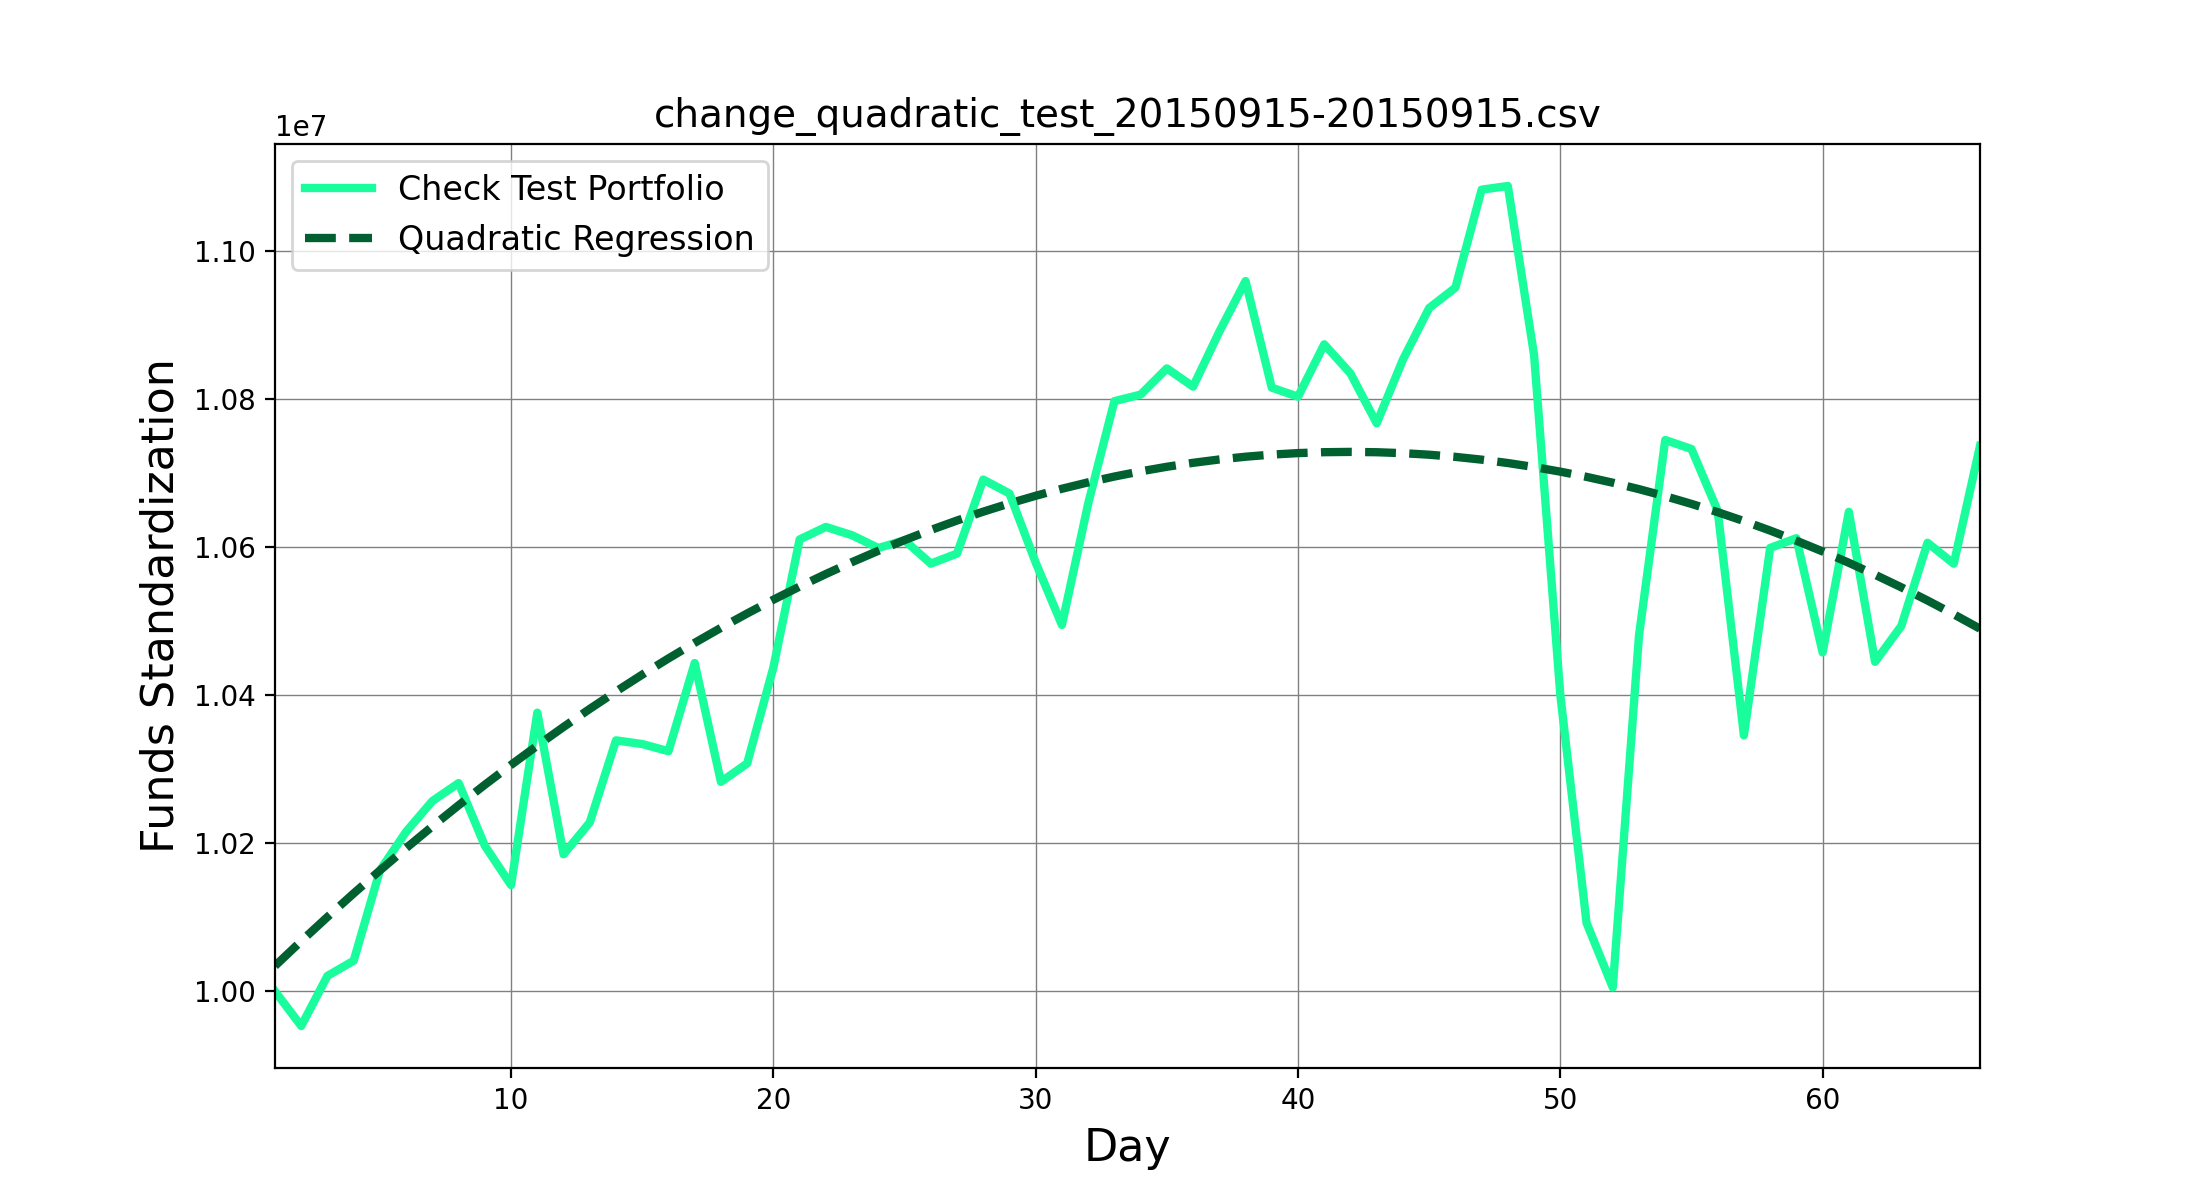 change_quadratic_test_20150915-20150915.csv
1e7
Check Test Portfolio
Quadratic Regression
1.10
1.08
1.06
1.04
1.02
1.00
Funds Standardization
10 20 30 40 50 60
Day